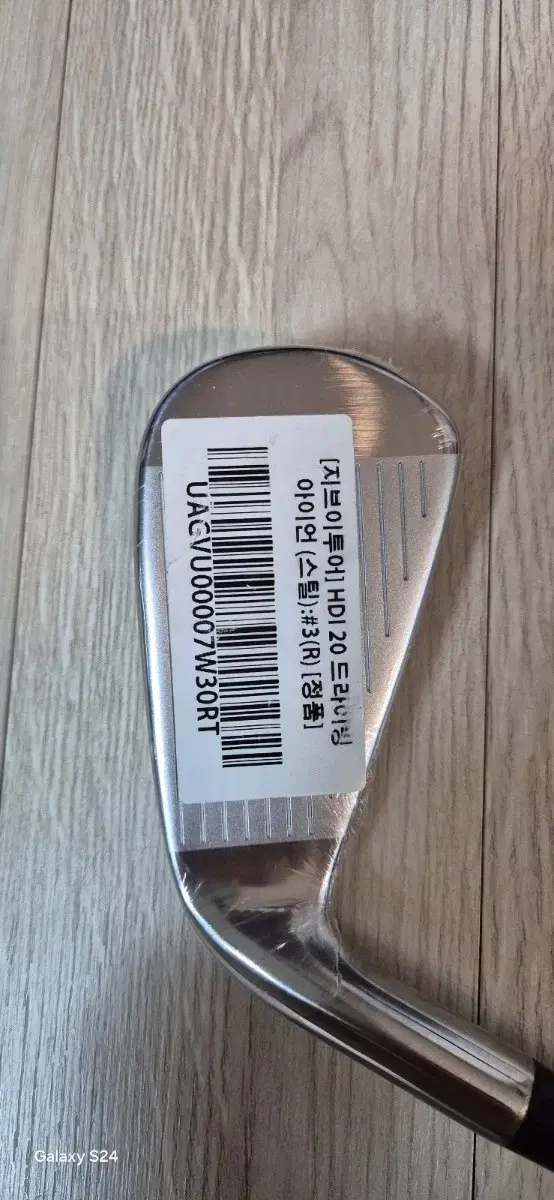 [지브이투어] HDI 20 드라이빙
아이언 (스틸):#3(R) [정품]
UAGVU00007W30RT
Galaxy S24